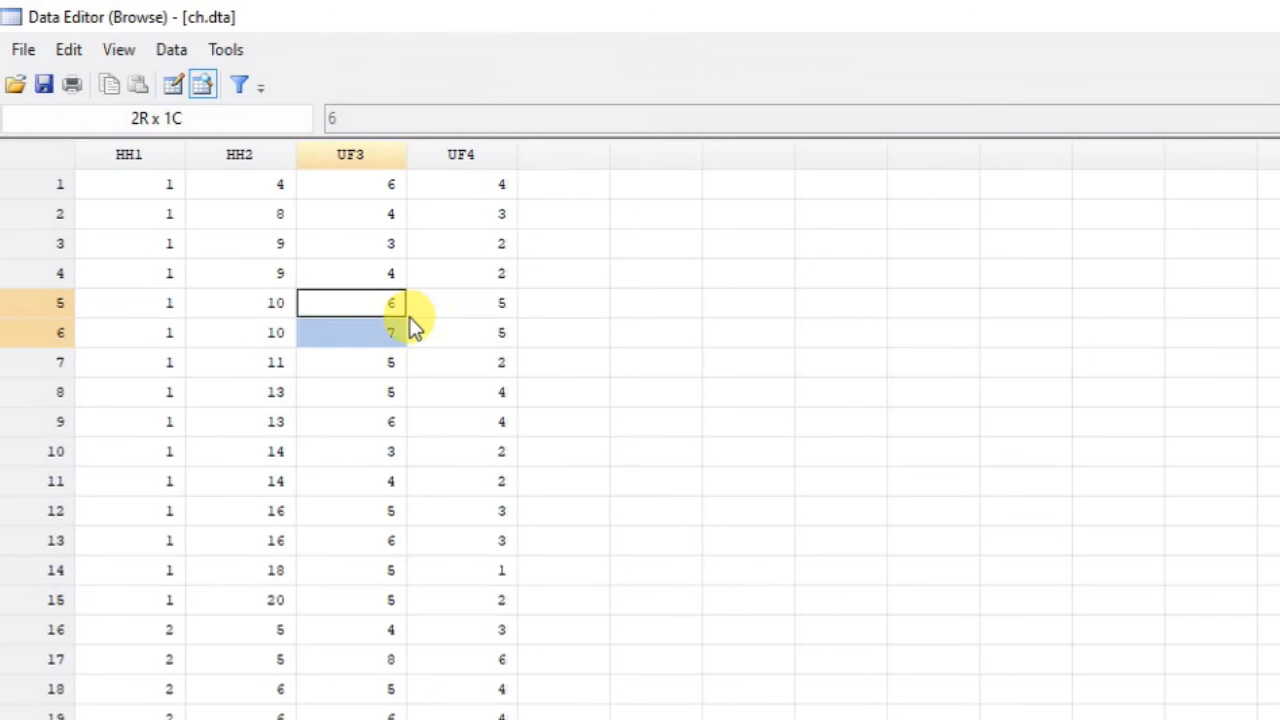 Data Editor (Browse) - [ch.dta]
File Edit View Data Tools
2R x 1C 6
HH1 HH2 UF3 UF4
1 1 4 6 4
2 1 8 4 3
3 1 9 3 2
4 1 9 4 2
5 1 10 6 5
6 1 10 7 5
7 1 11 5 2
8 1 13 5 4
9 1 13 6 4
10 1 14 3 2
11 1 14 4 2
12 1 16 5 3
13 1 16 6 3
14 1 18 5 1
15 1 20 5 2
16 2 5 4 3
17 2 5 8 6
18 2 6 5 4
19 2 6 6 4